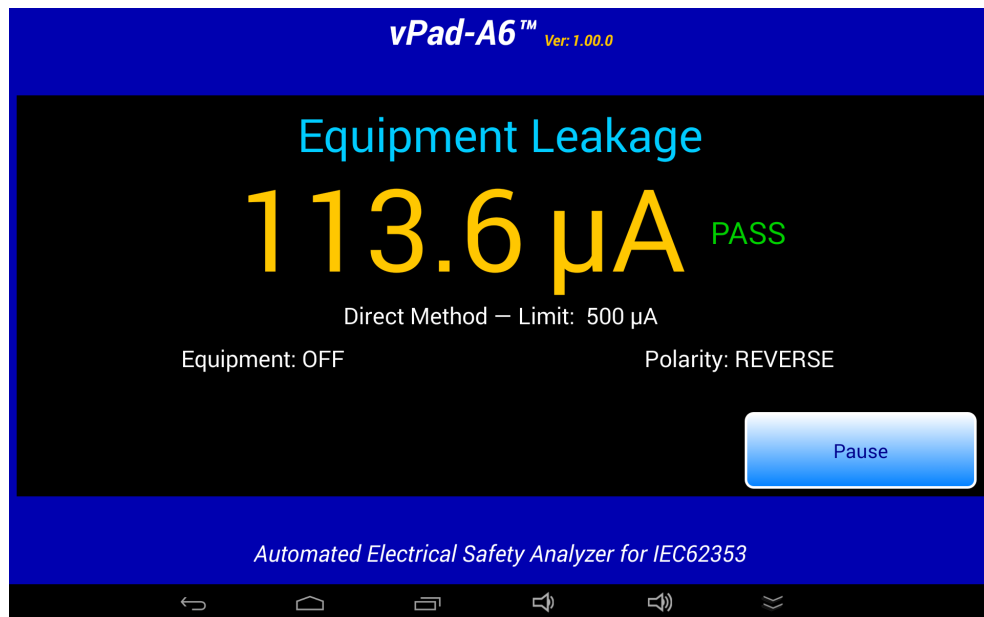 vPad-A6™ Ver: 1.00.0
Equipment Leakage
113.6 µA PASS
Direct Method – Limit: 500 µA
Equipment: OFF Polarity: REVERSE
Pause
Automated Electrical Safety Analyzer for IEC62353